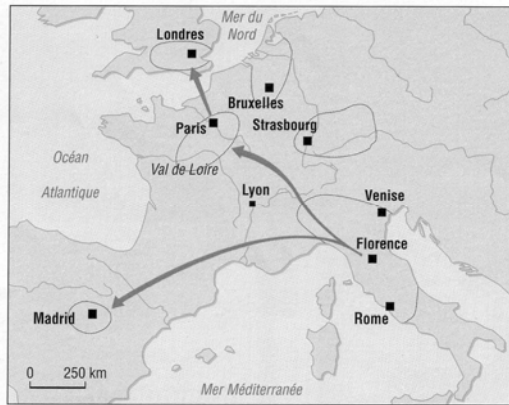 Mer du
Nord
Londres
Bruxelles
Paris
Strasbourg
Océan
Atlantique
Val de Loire
Lyon
Venise
Florence
Madrid
Rome
0 250 km
Mer Méditerranée